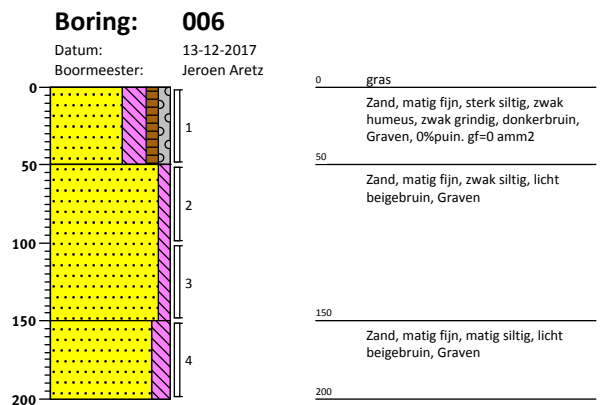 Boring: 006
Datum: 13-12-2017
Boormeester: Jeroen Aretz
0
50
100
150
200
1
2
3
4
0 gras
Zand, matig fijn, sterk siltig, zwak
humeus, zwak grindig, donkerbruin,
Graven, 0%puin. gf=0 amm2
50
Zand, matig fijn, zwak siltig, licht
beigebruin, Graven
150
Zand, matig fijn, matig siltig, licht
beigebruin, Graven
200